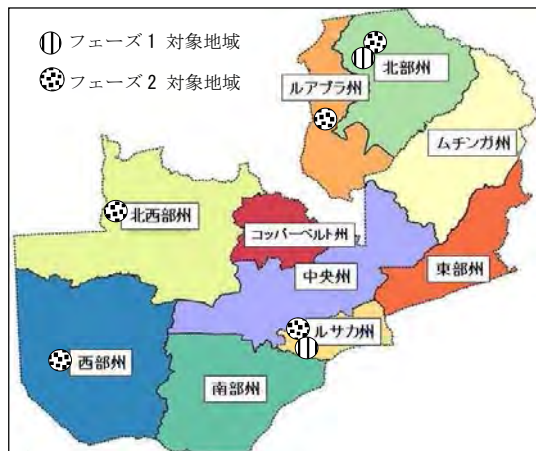 フェーズ1 対象地域
フェーズ2 対象地域
北部州
ルアプラ州
ムチンガ州
北西部州
コッパーベルト州
中央州
東部州
ルサカ州
西部州
南部州